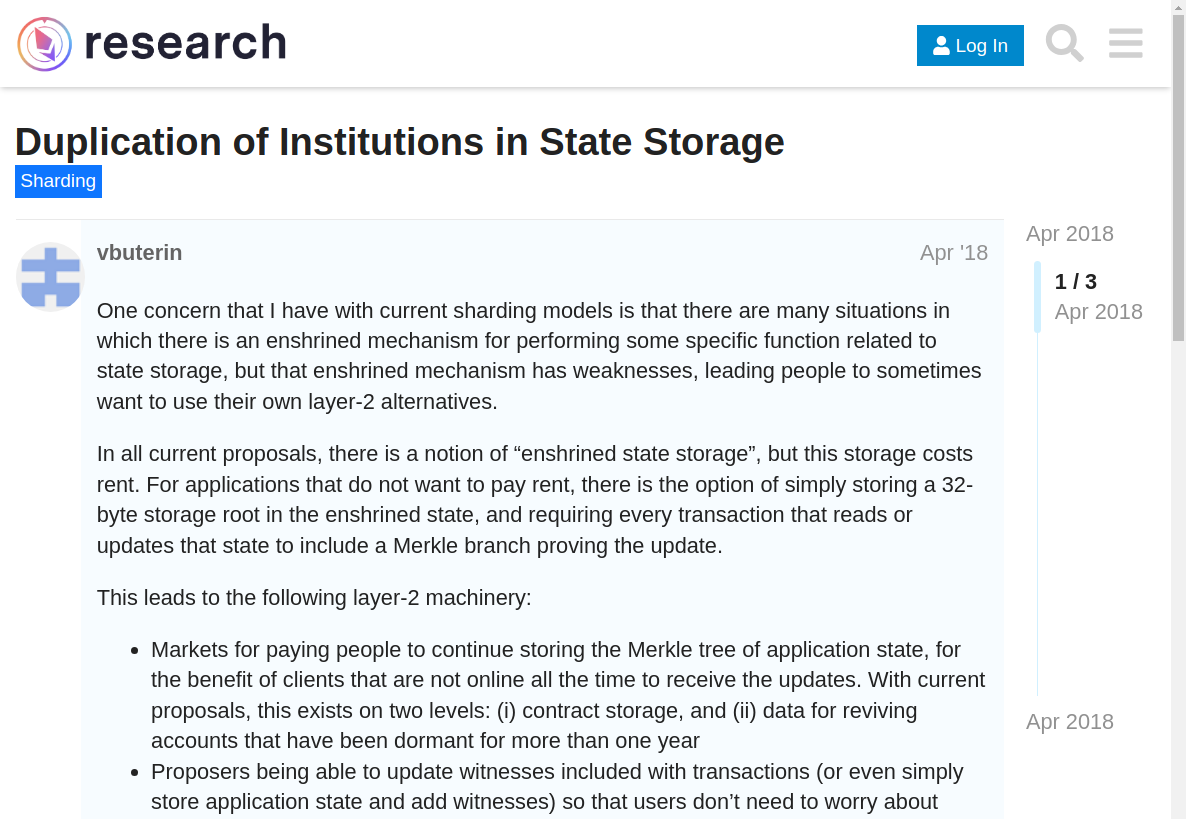 research
Log In
Duplication of Institutions in State Storage
Sharding
vbuterin
Apr '18
One concern that I have with current sharding models is that there are many situations in
which there is an enshrined mechanism for performing some specific function related to
state storage, but that enshrined mechanism has weaknesses, leading people to sometimes
want to use their own layer-2 alternatives.
In all current proposals, there is a notion of “enshrined state storage”, but this storage costs
rent. For applications that do not want to pay rent, there is the option of simply storing a 32-
byte storage root in the enshrined state, and requiring every transaction that reads or
updates that state to include a Merkle branch proving the update.
This leads to the following layer-2 machinery:
• Markets for paying people to continue storing the Merkle tree of application state, for
the benefit of clients that are not online all the time to receive the updates. With current
proposals, this exists on two levels: (i) contract storage, and (ii) data for reviving
accounts that have been dormant for more than one year
• Proposers being able to update witnesses included with transactions (or even simply
store application state and add witnesses) so that users don’t need to worry about
Apr 2018
1 / 3
Apr 2018
Apr 2018